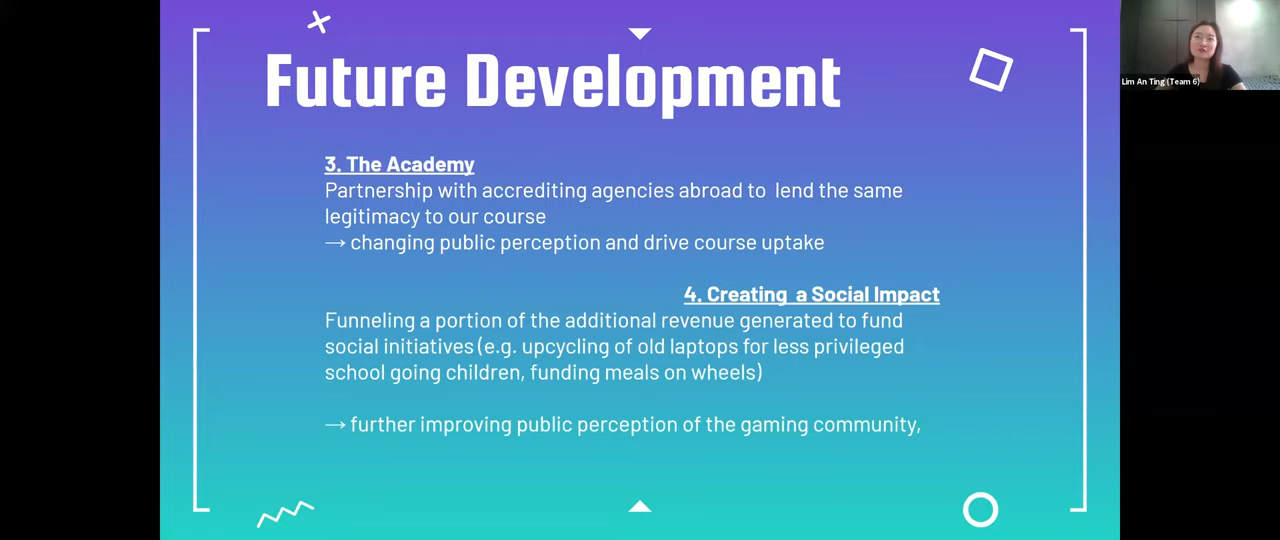 Future Development
Lim An Ting (Team 6)
3. The Academy
Partnership with accrediting agencies abroad to  lend the same
legitimacy to our course
→ changing public perception and drive course uptake
4. Creating  a Social Impact
Funneling a portion of the additional revenue generated to fund
social initiatives (e.g. upcycling of old laptops for less privileged
school going children, funding meals on wheels)
→ further improving public perception of the gaming community,